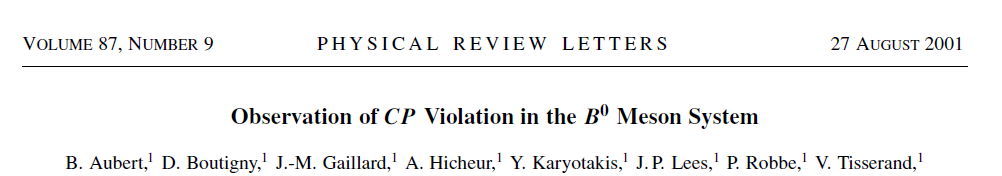 VOLUME 87, NUMBER 9 PHYSICAL REVIEW LETTERS 27 AUGUST 2001
Observation of CP Violation in the B⁰ Meson System
B. Aubert,¹ D. Boutigny,¹ J.-M. Gaillard,¹ A. Hicheur,¹ Y. Karyotakis,¹ J. P. Lees,¹ P. Robbe,¹ V. Tisserand,¹